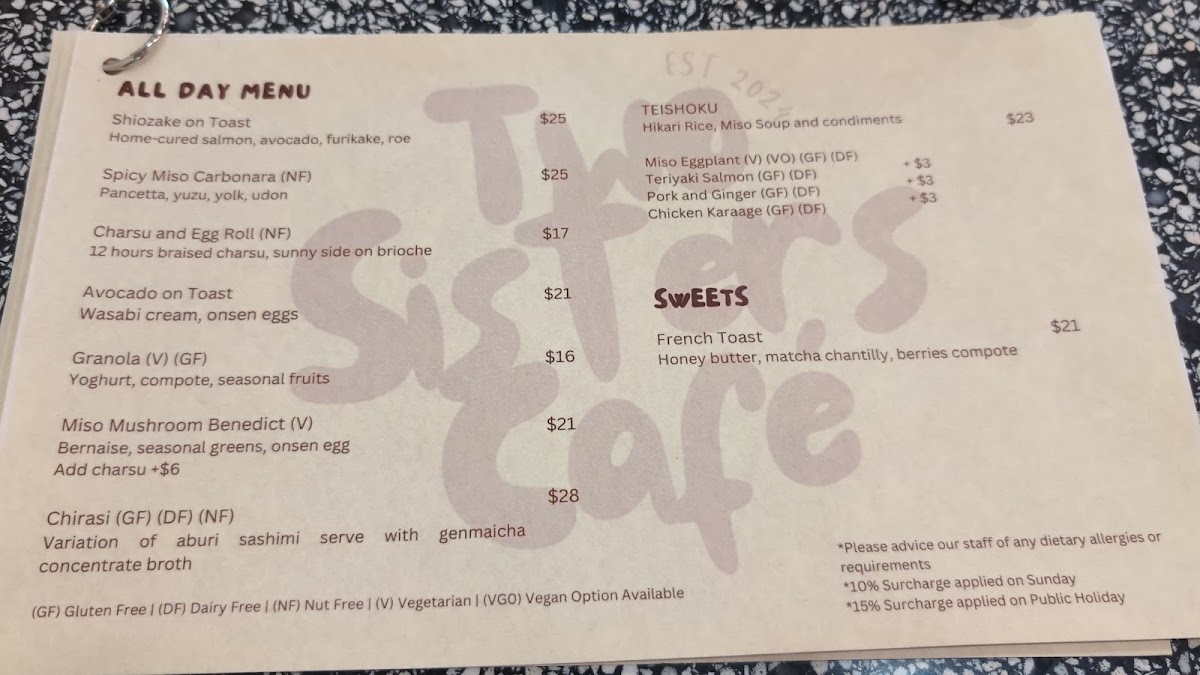 EST 2024
The
Sisters
Café
ALL DAY MENU
Shiozake on Toast $25
Home-cured salmon, avocado, furikake, roe
Spicy Miso Carbonara (NF) $25
Pancetta, yuzu, yolk, udon
Charsu and Egg Roll (NF) $17
12 hours braised charsu, sunny side on brioche
Avocado on Toast $21
Wasabi cream, onsen eggs
Granola (V) (GF) $16
Yoghurt, compote, seasonal fruits
Miso Mushroom Benedict (V) $21
Bernaise, seasonal greens, onsen egg
Add charsu +$6
Chirasi (GF) (DF) (NF) $28
Variation of aburi sashimi serve with genmaicha
concentrate broth
(GF) Gluten Free | (DF) Dairy Free | (NF) Nut Free | (V) Vegetarian | (VGO) Vegan Option Available
TEISHOKU
Hikari Rice, Miso Soup and condiments $23
Miso Eggplant (V) (VO) (GF) (DF) + $3
Teriyaki Salmon (GF) (DF) + $3
Pork and Ginger (GF) (DF) + $3
Chicken Karaage (GF) (DF)
SWEETS
French Toast $21
Honey butter, matcha chantilly, berries compote
*Please advice our staff of any dietary allergies or
requirements
*10% Surcharge applied on Sunday
*15% Surcharge applied on Public Holiday